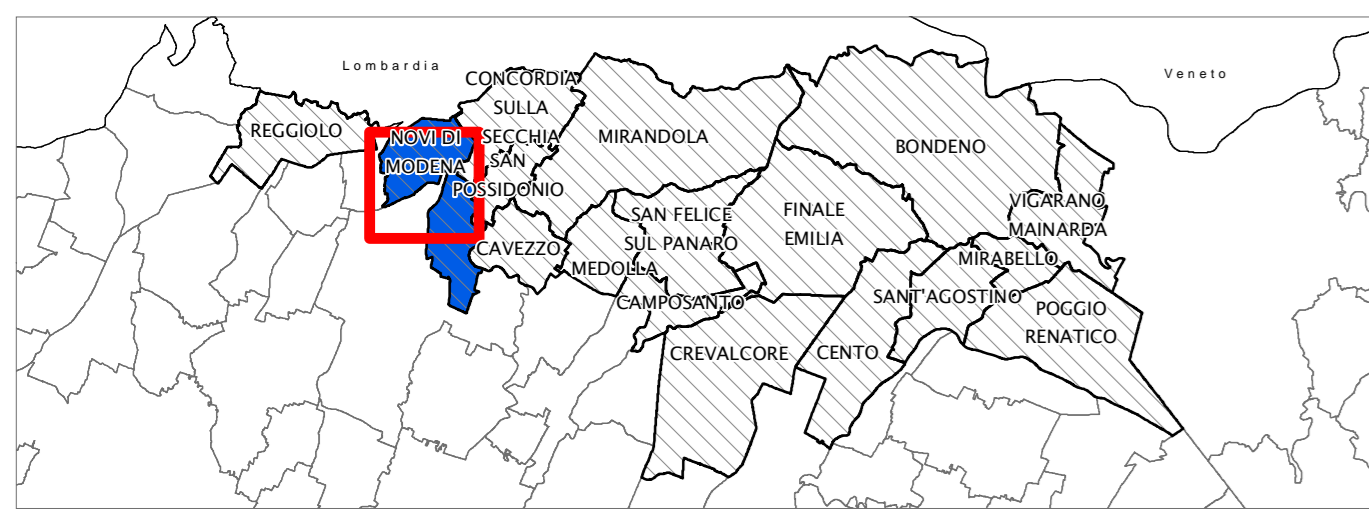 Lombardia
Veneto
CONCORDIA
SULLA
SECCHIA
REGGIOLO
NOVI DI
MODENA
MIRANDOLA
BONDENO
SAN
POSSIDONIO
SAN FELICE
SUL PANARO
FINALE
EMILIA
VIGARANO
MAINARDA
CAVEZZO
MEDOLLA
MIRABELLO
CAMPOSANTO
SANT'AGOSTINO
POGGIO
RENATICO
CREVALCORE
CENTO